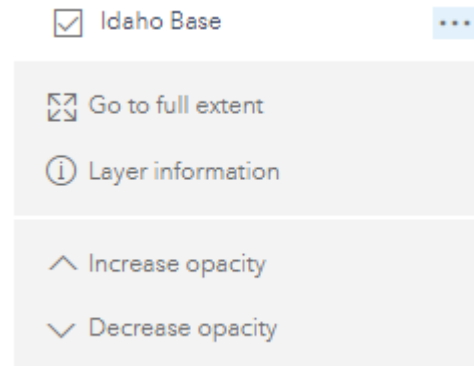 Idaho Base
Go to full extent
Layer information
Increase opacity
Decrease opacity